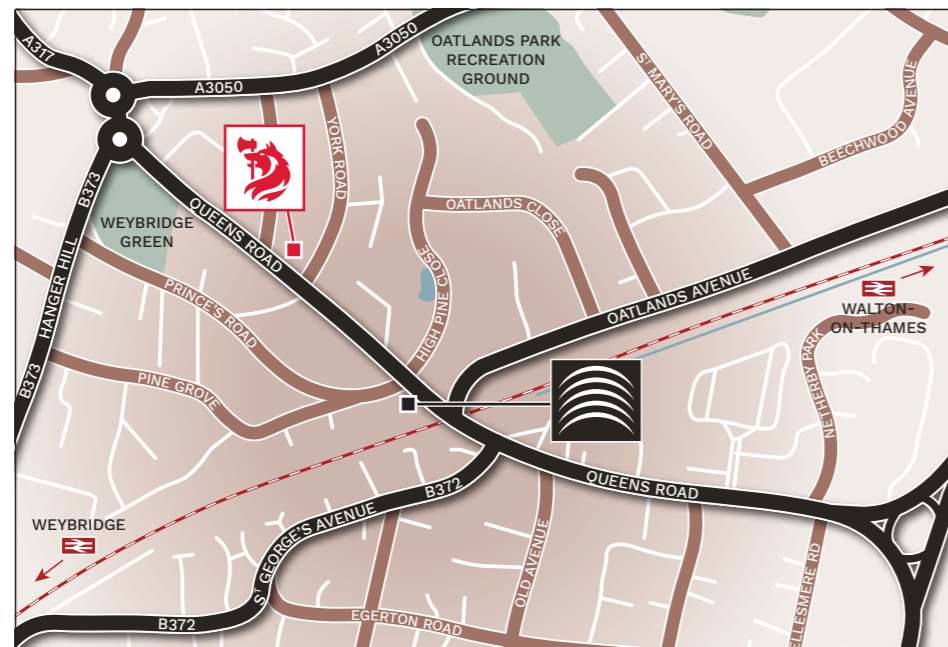 A317
A3050
A3050
OATLANDS PARK
RECREATION
GROUND
ST MARY'S ROAD
BEECHWOOD AVENUE
YORK ROAD
B373
HANGER HILL
B373
WEYBRIDGE
GREEN
QUEENS ROAD
OATLANDS CLOSE
HIGH PINE CLOSE
PRINCE'S ROAD
PINE GROVE
OATLANDS AVENUE
WALTON-
ON-THAMES
NETHERBY PARK
QUEENS ROAD
WEYBRIDGE
B372
ST GEORGE'S AVENUE
B372
OLD AVENUE
EGERTON ROAD
ELLESMERE RD